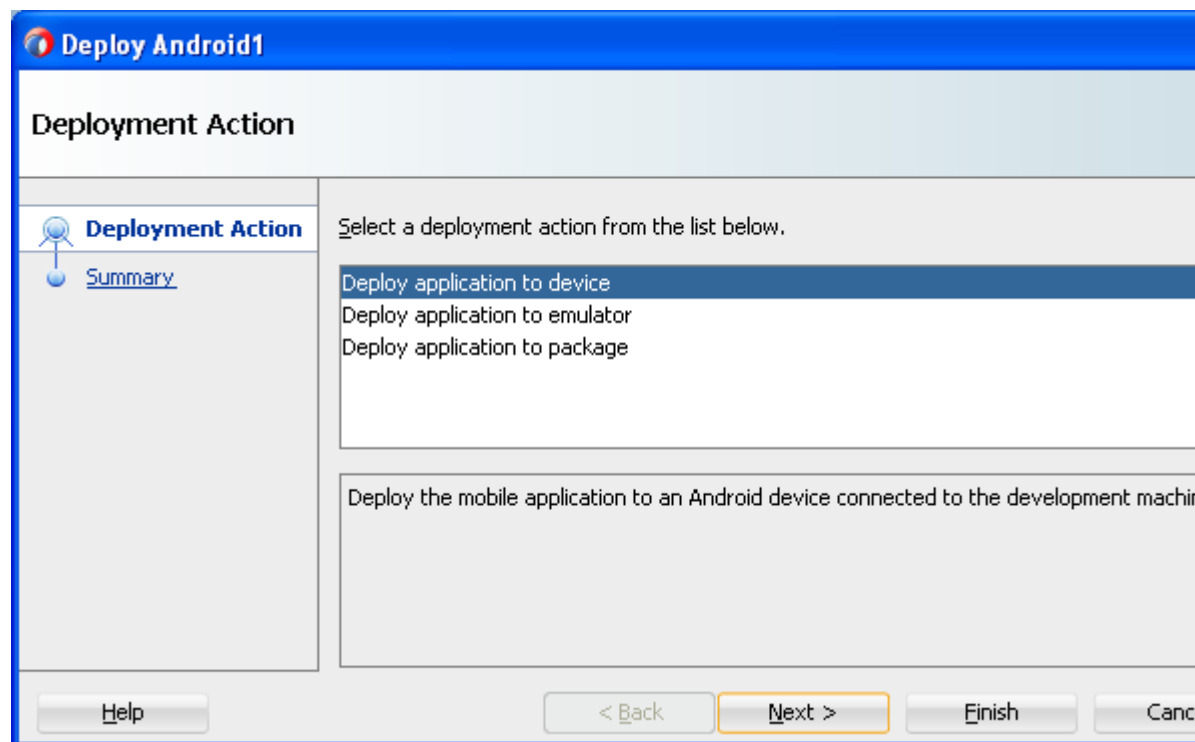 Deploy Android1
Deployment Action
Deployment Action
Summary
Select a deployment action from the list below.
Deploy application to device
Deploy application to emulator
Deploy application to package
Deploy the mobile application to an Android device connected to the development
Help
< Back
Next >
Finish